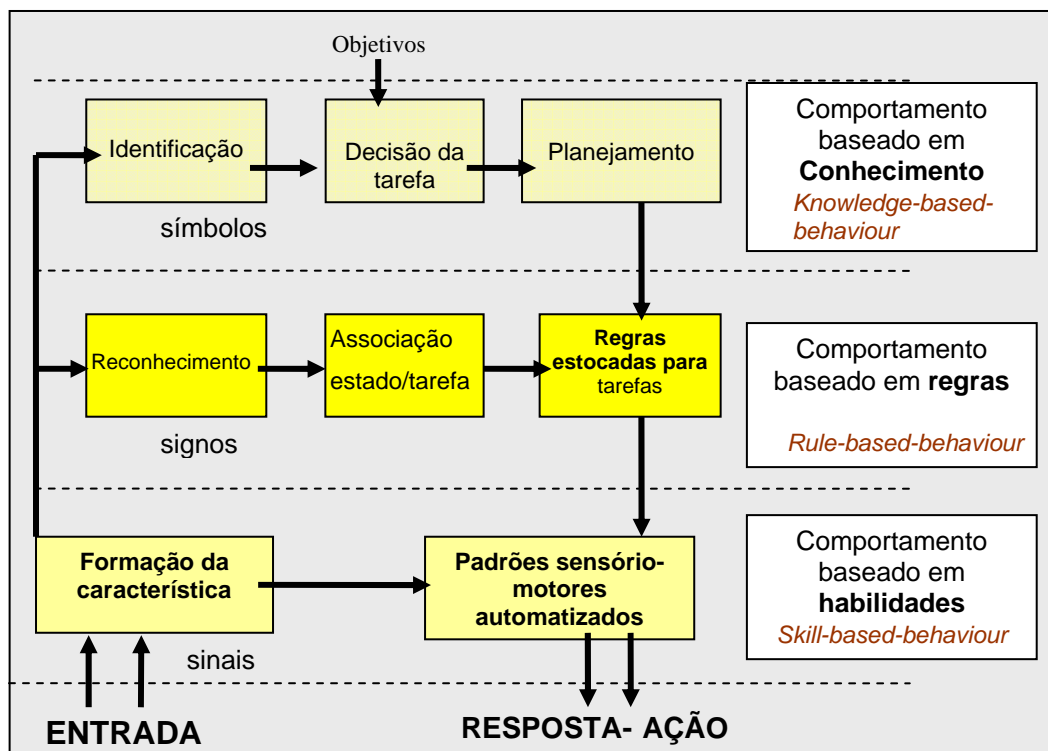 Objetivos
Identificação
Decisão da
tarefa
Planejamento
símbolos
Comportamento
baseado em
Conhecimento
Knowledge-based-
behaviour
Reconhecimento
Associação
estado/tarefa
Regras
estocadas para
tarefas
signos
Comportamento
baseado em regras
Rule-based-behaviour
Formação da
característica
Padrões sensório-
motores
automatizados
sinais
Comportamento
baseado em
habilidades
Skill-based-behaviour
ENTRADA
RESPOSTA- AÇÃO